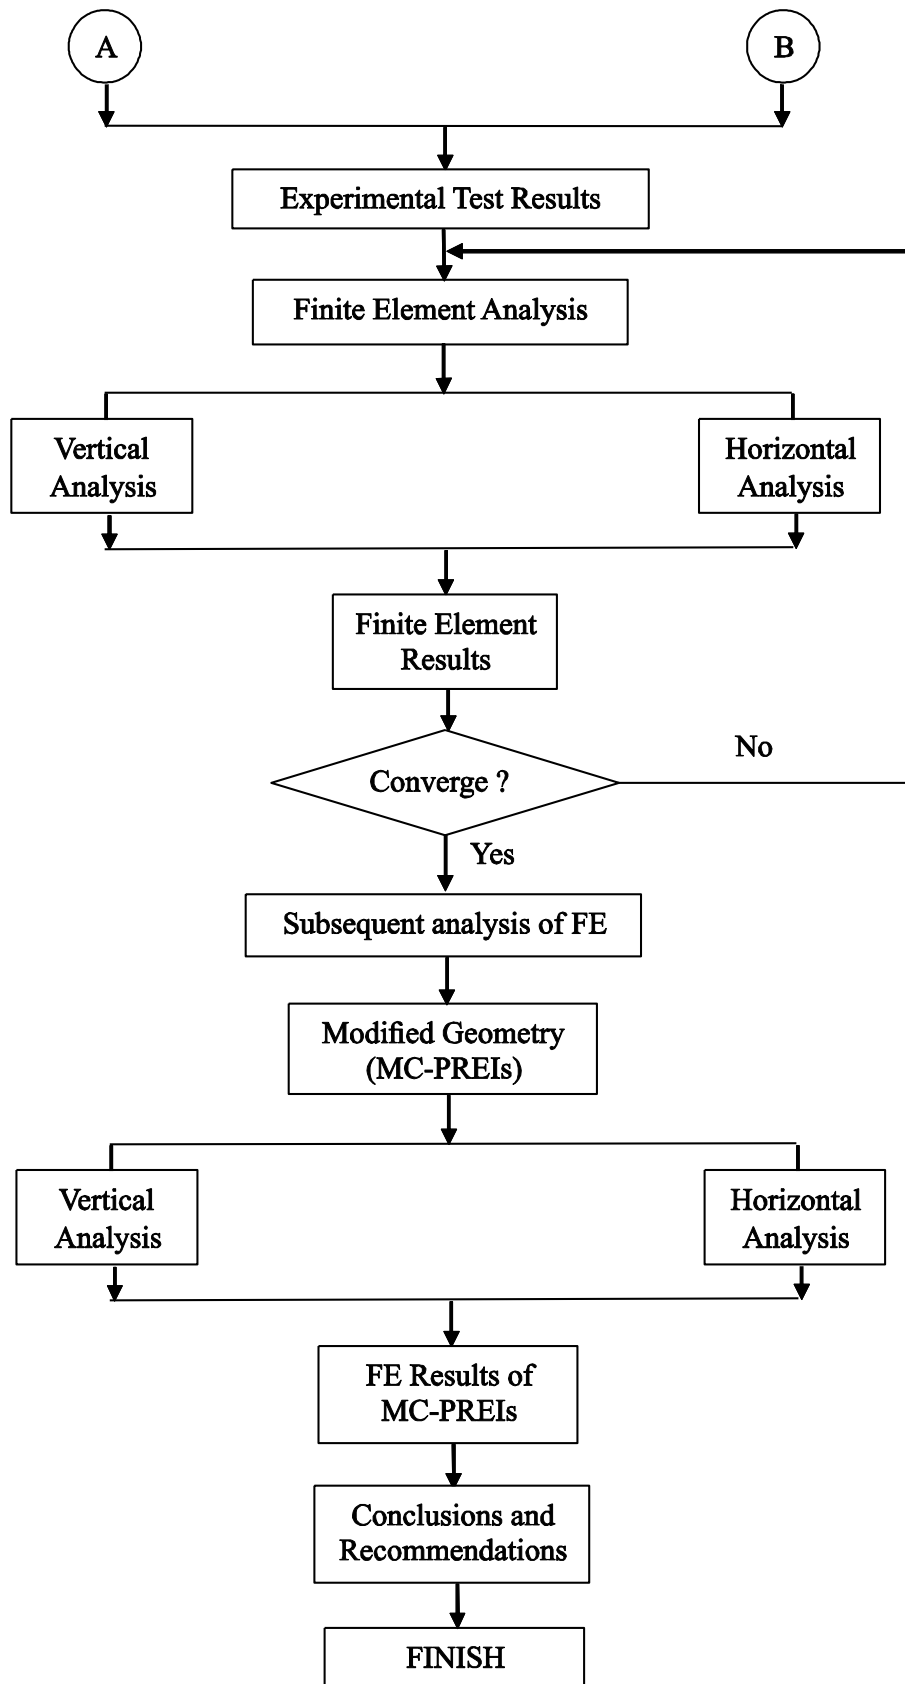 A
B
Experimental Test Results
Finite Element Analysis
Vertical
Analysis
Horizontal
Analysis
Finite Element
Results
Converge ?
No
Yes
Subsequent analysis of FE
Modified Geometry
(MC-PREIs)
Vertical
Analysis
Horizontal
Analysis
FE Results of
MC-PREIs
Conclusions and
Recommendations
FINISH